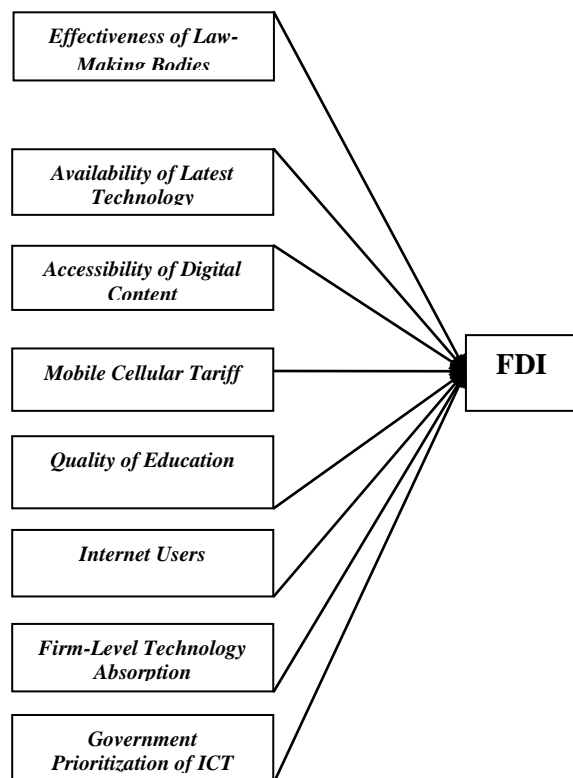 Effectiveness of Law-
Making Bodies
Availability of Latest
Technology
Accessibility of Digital
Content
Mobile Cellular Tariff
FDI
Quality of Education
Internet Users
Firm-Level Technology
Absorption
Government
Prioritization of ICT